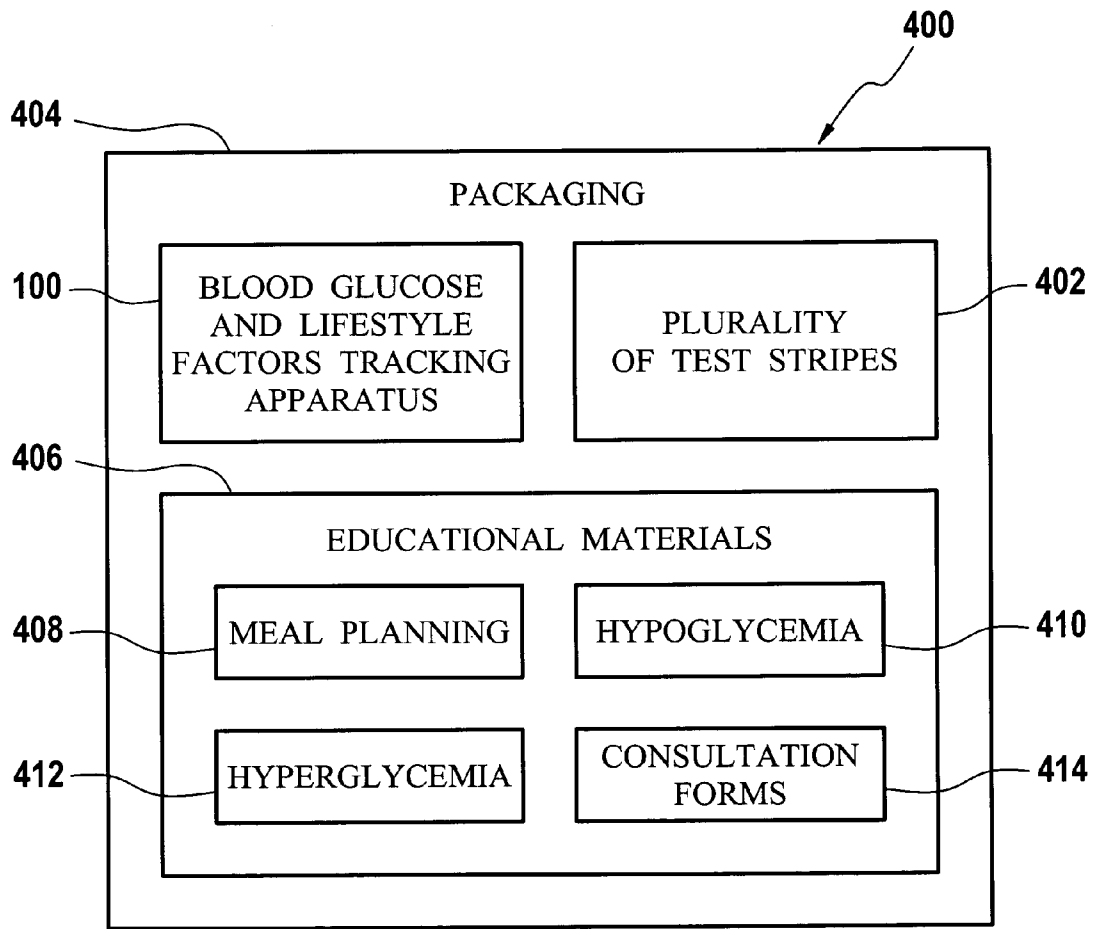 400
404
PACKAGING
100
BLOOD GLUCOSE
AND LIFESTYLE
FACTORS TRACKING
APPARATUS
402
PLURALITY
OF TEST STRIPES
406
EDUCATIONAL MATERIALS
408
MEAL PLANNING
HYPOGLYCEMIA
410
412
HYPERGLYCEMIA
CONSULTATION
FORMS
414